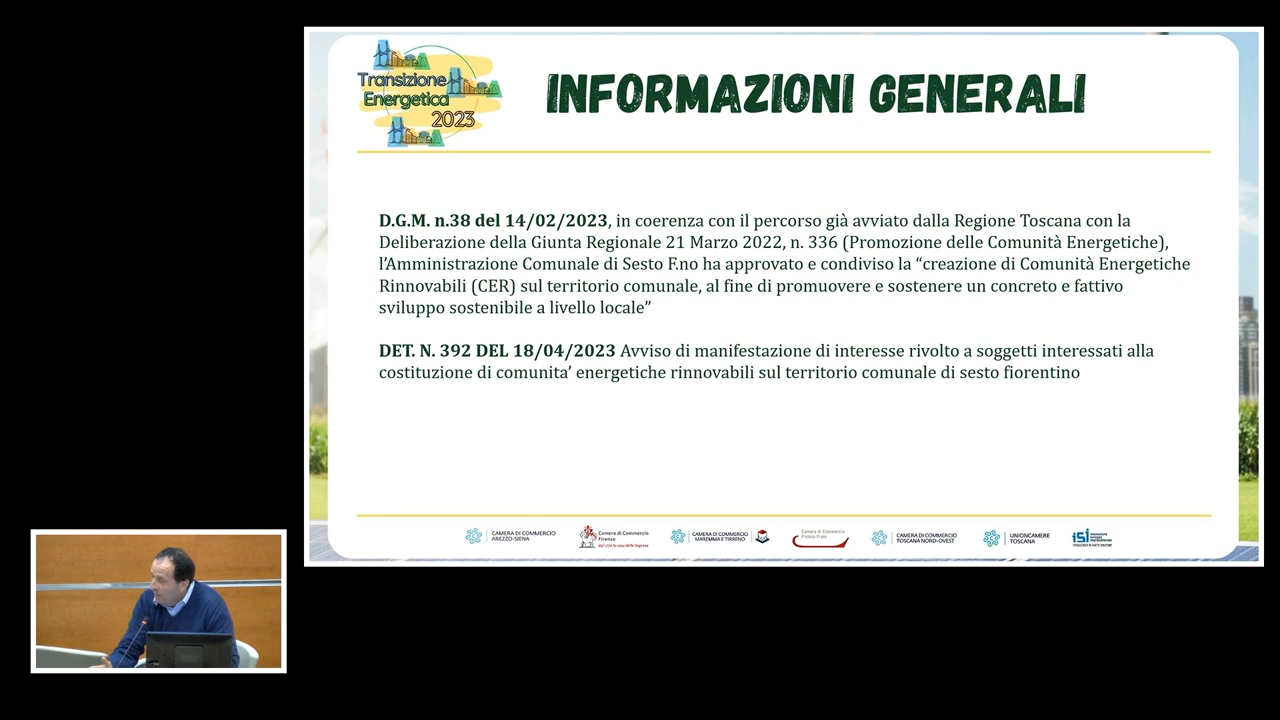 Transizione
Energetica
2023
INFORMAZIONI GENERALI
D.G.M. n.38 del 14/02/2023, in coerenza con il percorso già avviato dalla Regione Toscana con la
Deliberazione della Giunta Regionale 21 Marzo 2022, n. 336 (Promozione delle Comunità Energetiche),
l’Amministrazione Comunale di Sesto F.no ha approvato e condiviso la “creazione di Comunità Energetiche
Rinnovabili (CER) sul territorio comunale, al fine di promuovere e sostenere un concreto e fattivo
sviluppo sostenibile a livello locale”
DET. N. 392 DEL 18/04/2023 Avviso di manifestazione di interesse rivolto a soggetti interessati alla
costituzione di comunita’ energetiche rinnovabili sul territorio comunale di sesto fiorentino
CAMERA DI COMMERCIO
AREZZO-SIENA
Camera di Commercio
Firenze
CAMERA DI COMMERCIO
MAREMMA E TIRRENO
Camera di Commercio
Pistoia-Prato
CAMERA DI COMMERCIO
TOSCANA NORD-OVEST
UNIONCAMERE
TOSCANA
isi